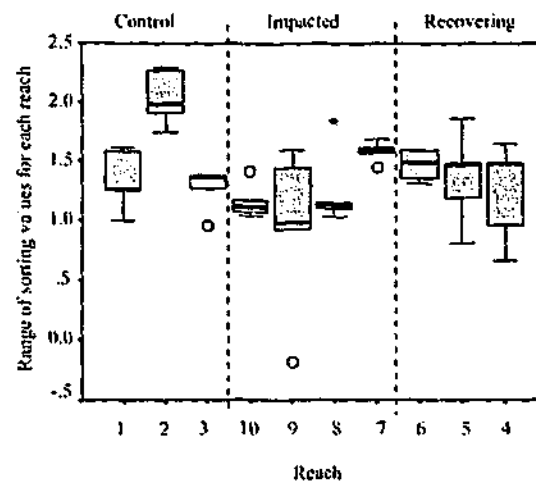 Control Impacted Recovering
Range of sorting values for each reach
2.5
2.0
1.5
1.0
.5
0.0
-.5
1 2 3 10 9 8 7 6 5 4
Reach